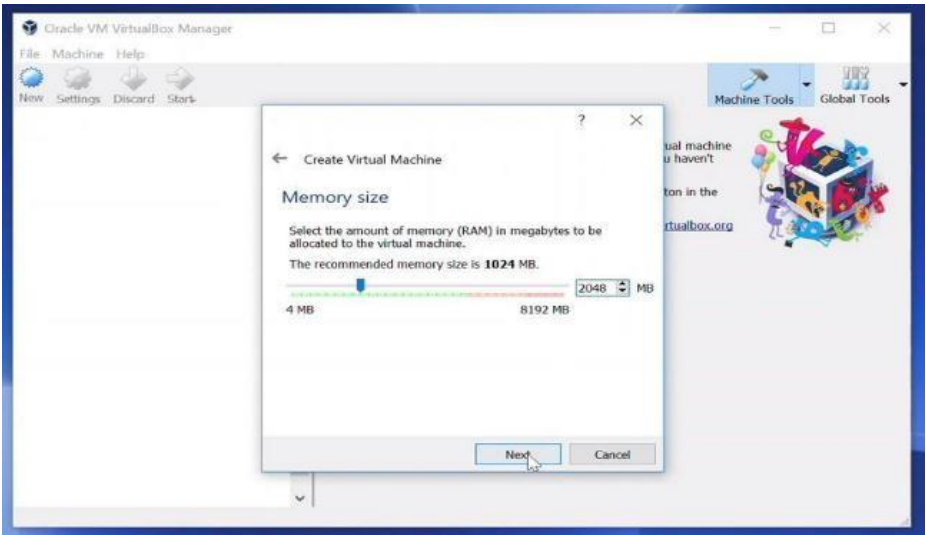 Oracle VM VirtualBox Manager
File Machine Help
New Settings Discard Start
Machine Tools Global Tools
? 
Create Virtual Machine
Memory size
Select the amount of memory (RAM) in megabytes to be
allocated to the virtual machine.
The recommended memory size is 1024 MB.
2048 MB
4 MB 8192 MB
Next Cancel
ual machine
u haven't
ton in the
rtualbox.org